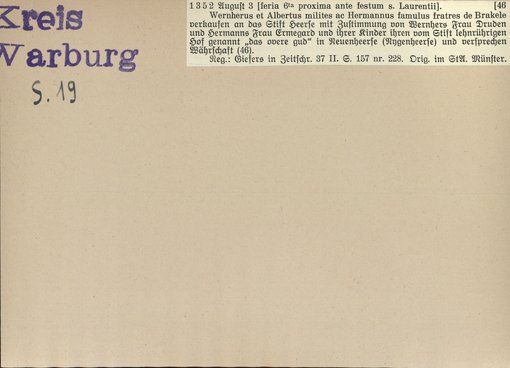 Kreis
Warburg
S. 19
1352 August 3 [feria 6ta proxima ante festum s. Laurentii]. [46
Wernherus et Albertus milites ac Hermannus famulus fratres de Brakele
verkaufen an das Stift Heerse mit Zustimmung von Wernhers Frau Druden
und Hermanns Frau Ermegard und ihrer Kinder ihren vom Stift lehnrührigen
Hof genannt „das overe gud“ in Neuenheerse (Nygenheerse) und versprechen
Währschaft (46).
Reg.: Giefers in Zeitschr. 37 II. S. 157 nr. 228. Orig. im StA. Münster.